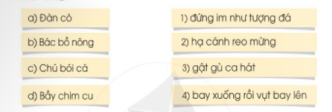 a) Đàn cò
1) đứng im như tượng đá
b) Bác bồ nông
2) hạ cánh reo mừng
c) Chú bói cá
3) gật gù ca hát
d) Bầy chim cu
4) bay xuống rồi vụt bay lên